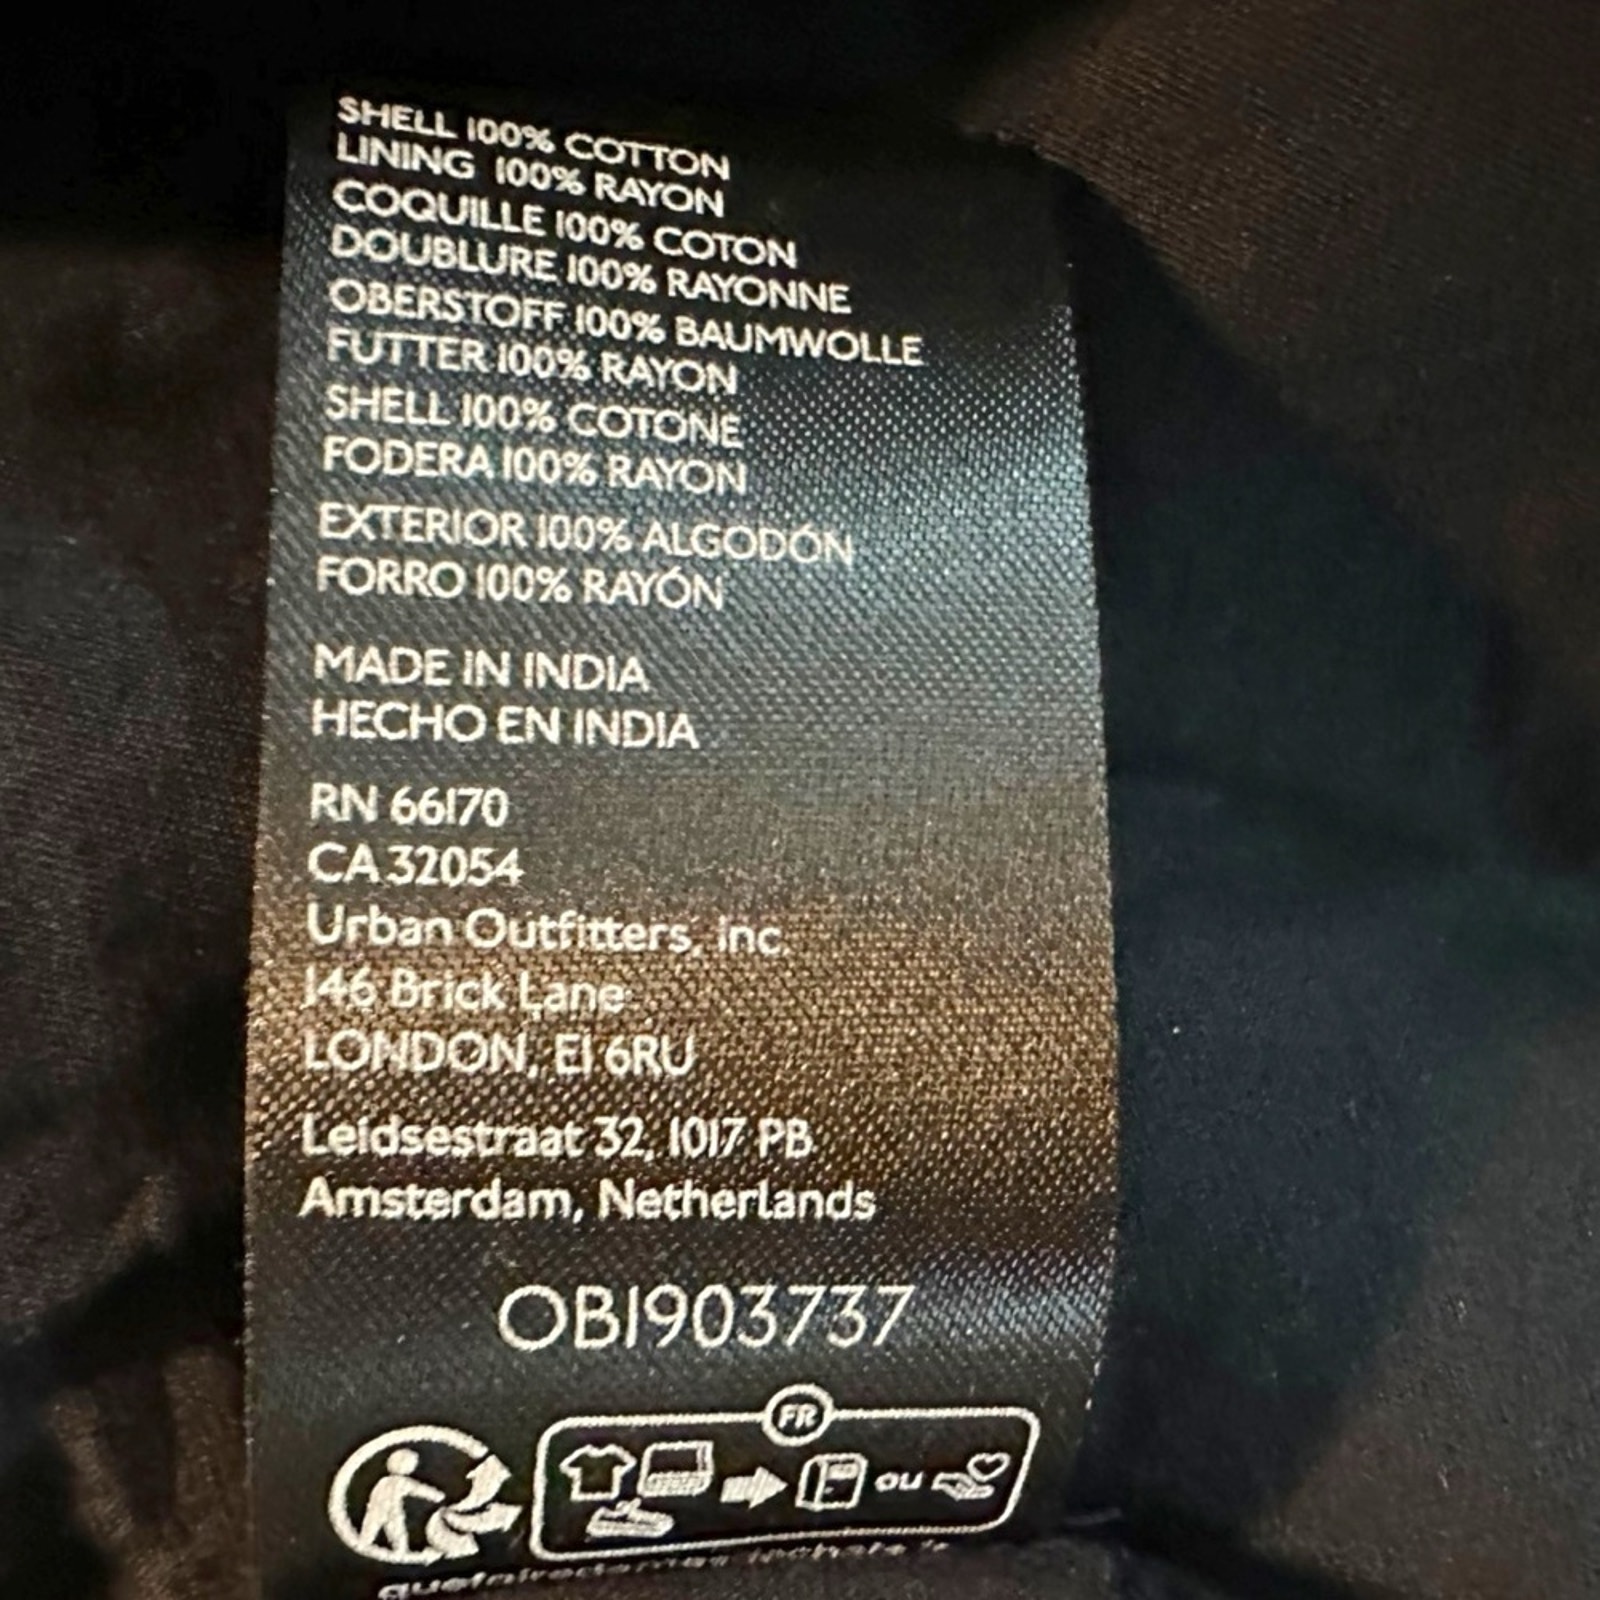 SHELL 100% COTTON
LINING 100% RAYON
COQUILLE 100% COTON
DOUBLURE 100% RAYONNE
OBERSTOFF 100% BAUMWOLLE
FUTTER 100% RAYON
SHELL 100% COTONE
FODERA 100% RAYON
EXTERIOR 100% ALGODÓN
FORRO 100% RAYÓN
MADE IN INDIA
HECHO EN INDIA
RN 66170
CA 32054
Urban Outfitters, Inc.
146 Brick Lane
LONDON, E1 6RU
Leidsestraat 32, 1017 PB
Amsterdam, Netherlands
OB1903737
FR
ou